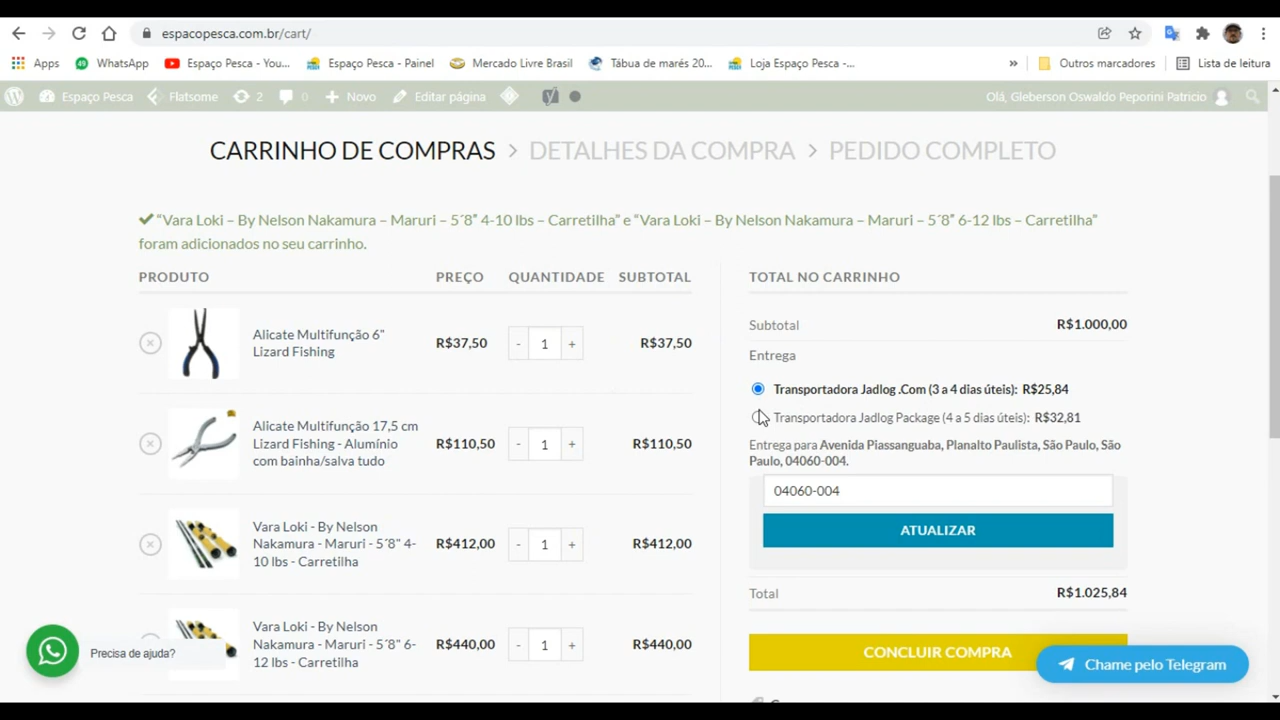 espacopesca.com.br/cart/
Apps
49
WhatsApp
Espaço Pesca - You...
Espaço Pesca - Painel
Mercado Livre Brasil
Tábua de marés 20...
Loja Espaço Pesca -...
»
Outros marcadores
Lista de leitura
Espaço Pesca
Flatsome
2
0
Novo
Editar página
Olá, Gleberson Oswaldo Peporini Patricio
CARRINHO DE COMPRAS > DETALHES DA COMPRA > PEDIDO COMPLETO
“Vara Loki – By Nelson Nakamura – Maruri – 5´8” 4-10 lbs – Carretilha” e “Vara Loki – By Nelson Nakamura – Maruri – 5´8” 6-12 lbs – Carretilha”
foram adicionados no seu carrinho.
PRODUTO PREÇO QUANTIDADE SUBTOTAL
Alicate Multifunção 6"
Lizard Fishing
R$37,50 - 1 + R$37,50
Alicate Multifunção 17,5 cm
Lizard Fishing - Alumínio
com bainha/salva tudo
R$110,50 - 1 + R$110,50
Vara Loki - By Nelson
Nakamura - Maruri - 5´8" 4-
10 lbs - Carretilha
R$412,00 - 1 + R$412,00
Vara Loki - By Nelson
Nakamura - Maruri - 5´8" 6-
12 lbs - Carretilha
R$440,00 - 1 + R$440,00
TOTAL NO CARRINHO
Subtotal R$1.000,00
Entrega
Transportadora Jadlog .Com (3 a 4 dias úteis): R$25,84
Transportadora Jadlog Package (4 a 5 dias úteis): R$32,81
Entrega para Avenida Piassanguaba, Planalto Paulista, São Paulo, São
Paulo, 04060-004.
04060-004
ATUALIZAR
Total R$1.025,84
CONCLUIR COMPRA
Precisa de ajuda?
Chame pelo Telegram